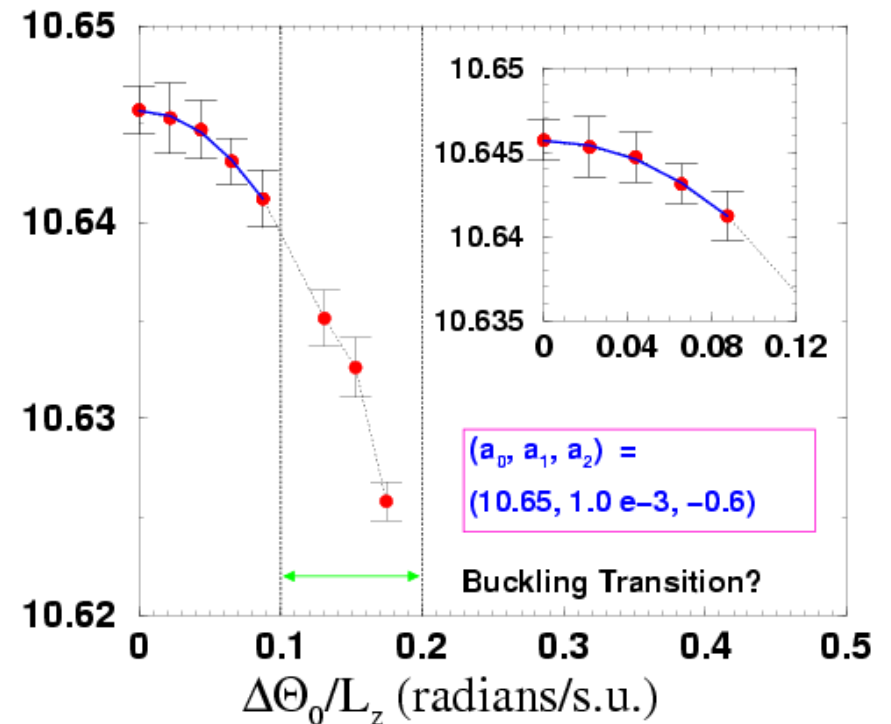 10.65
10.64
10.63
10.62
0 0.1 0.2 0.3 0.4 0.5
ΔΘ₀/L_z (radians/s.u.)
10.65
10.645
10.64
10.635
0 0.04 0.08 0.12
(a₀, a₁, a₂) =
(10.65, 1.0 e−3, −0.6)
Buckling Transition?